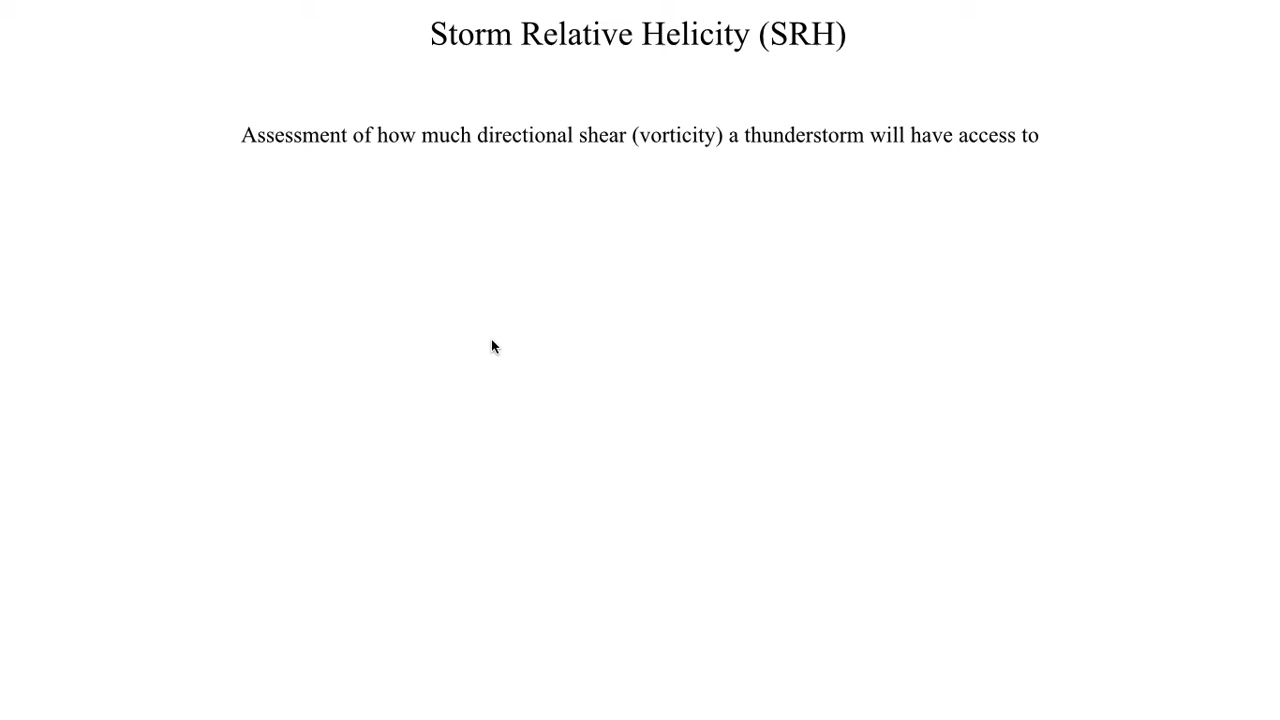 Storm Relative Helicity (SRH)
Assessment of how much directional shear (vorticity) a thunderstorm will have access to